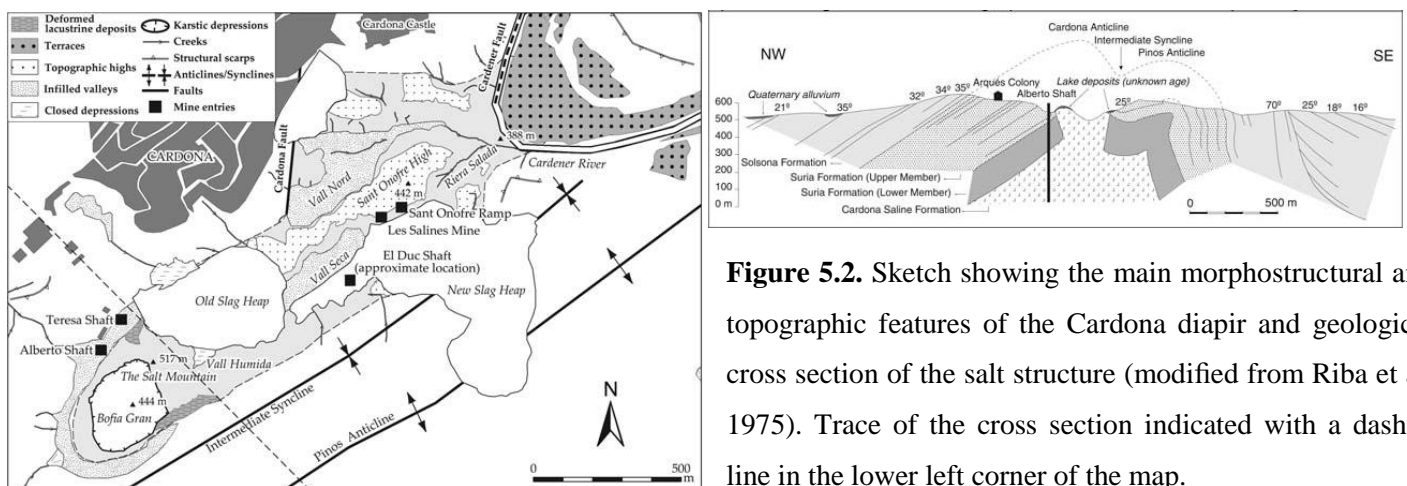 Deformed
lacustrine deposits
Terraces
Topographic highs
Infilled valleys
Closed depressions
Karstic depressions
Creeks
Structural scarps
Anticlines/Synclines
Faults
Mine entries
Cardona Castle
Cardener Fault
CARDONA
Cardona Fault
388 m
Cardener River
Vall Nord
Sant Onofre High
Riera Salada
442 m
Sant Onofre Ramp
Les Salines Mine
Vall Seca
El Duc Shaft
(approximate location)
Old Slag Heap
New Slag Heap
Teresa Shaft
Alberto Shaft
517 m
Vall Humida
The Salt Mountain
444 m
Bofia Gran
Intermediate Syncline
Pinos Anticline
N
0 500
m
Cardona Anticline
Intermediate Syncline
Pinos Anticline
NW
SE
Arqués Colony
Lake deposits (unknown age)
Alberto Shaft
Quaternary alluvium
21º 35º 32º 34º 35º 25º 70º 25º 18º 16º
600
500
400
300
200
100
0 m
Solsona Formation
Suria Formation (Upper Member)
Suria Formation (Lower Member)
Cardona Saline Formation
0 500 m
Figure 5.2. Sketch showing the main morphostructural a
topographic features of the Cardona diapir and geologic
cross section of the salt structure (modified from Riba et a
1975). Trace of the cross section indicated with a dash
line in the lower left corner of the map.